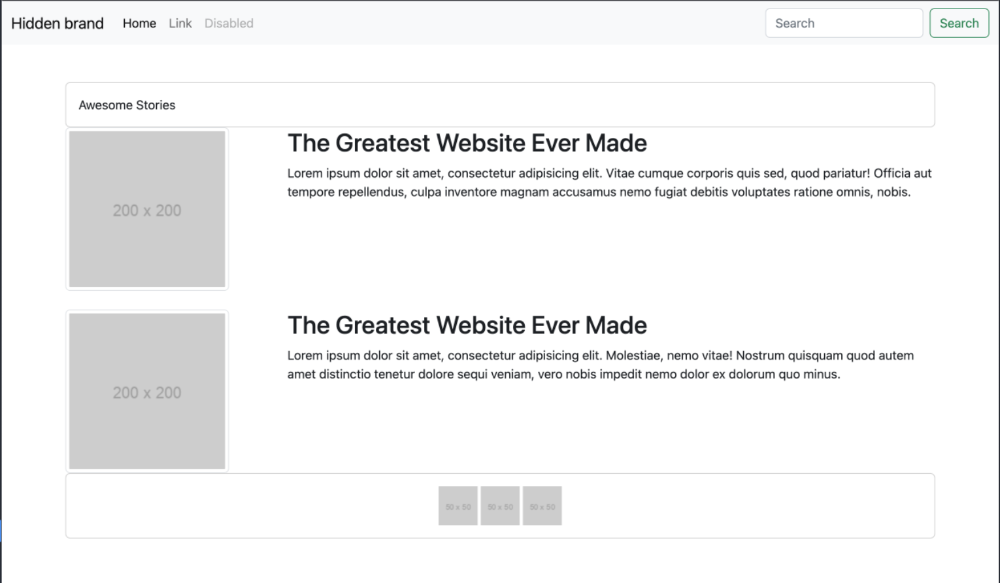 Hidden brand Home Link Disabled Search Search
Awesome Stories
The Greatest Website Ever Made
Lorem ipsum dolor sit amet, consectetur adipisicing elit. Vitae cumque corporis quis sed, quod pariatur! Officia aut
tempore repellendus, culpa inventore magnam accusamus nemo fugiat debitis voluptates ratione omnis, nobis.
200 x 200
The Greatest Website Ever Made
Lorem ipsum dolor sit amet, consectetur adipisicing elit. Molestiae, nemo vitae! Nostrum quisquam quod autem
amet distinctio tenetur dolore sequi veniam, vero nobis impedit nemo dolor ex dolorum quo minus.
200 x 200
50 x 50 50 x 50 50 x 50